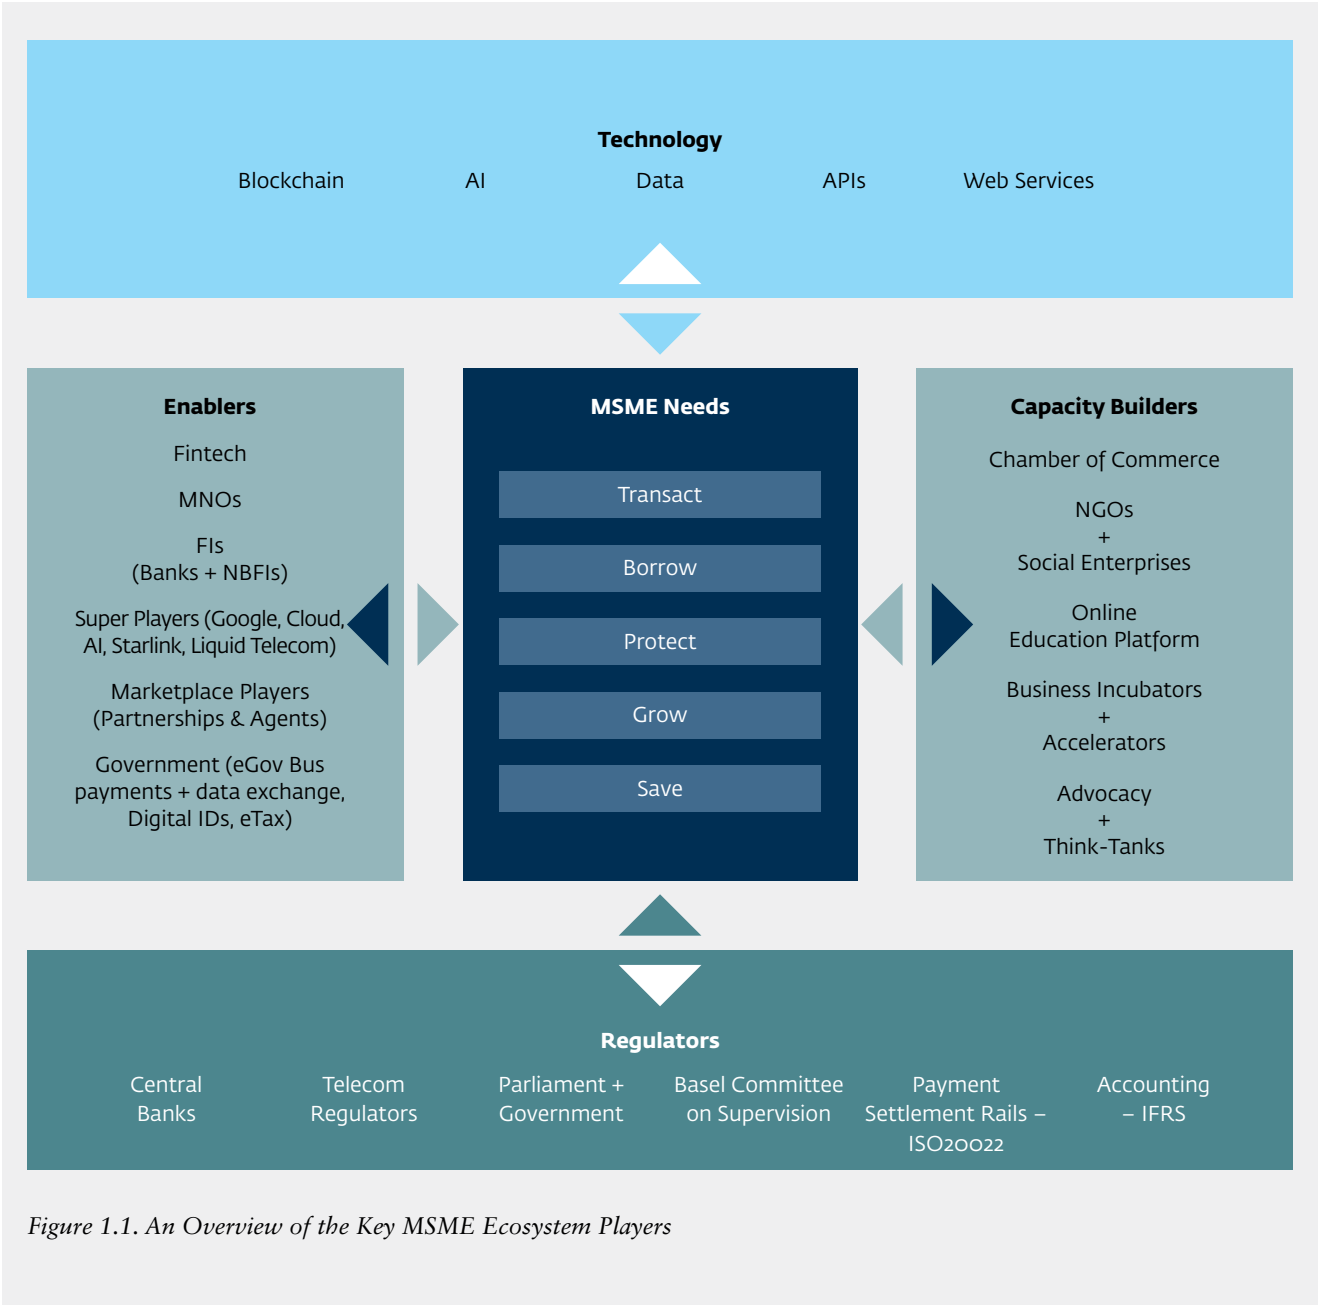 Technology
Blockchain AI Data APIs Web Services
Enablers
Fintech
MNOs
FIs
(Banks + NBFIs)
Super Players (Google, Cloud,
AI, Starlink, Liquid Telecom)
Marketplace Players
(Partnerships & Agents)
Government (eGov Bus
payments + data exchange,
Digital IDs, eTax)
MSME Needs
Transact
Borrow
Protect
Grow
Save
Capacity Builders
Chamber of Commerce
NGOs
+
Social Enterprises
Online
Education Platform
Business Incubators
+
Accelerators
Advocacy
+
Think-Tanks
Regulators
Central
Banks
Telecom
Regulators
Parliament +
Government
Basel Committee
on Supervision
Payment
Settlement Rails –
ISO20022
Accounting
– IFRS
Figure 1.1. An Overview of the Key MSME Ecosystem Players